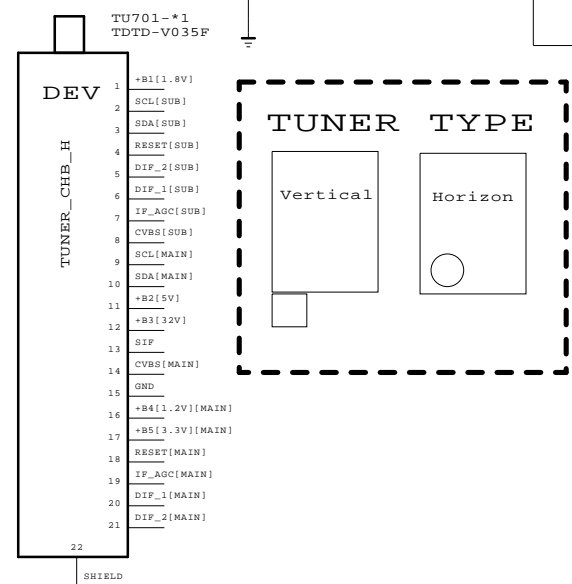 TU701-*1
TDTD-V035F
DEV
TUNER_CHB_H
1 +B1[1.8V]
2 SCL[SUB]
3 SDA[SUB]
4 RESET[SUB]
5 DIF_2[SUB]
6 DIF_1[SUB]
7 IF_AGC[SUB]
8 CVBS[SUB]
9 SCL[MAIN]
10 SDA[MAIN]
11 +B2[5V]
12 +B3[32V]
13 SIF
14 CVBS[MAIN]
15 GND
16 +B4[1.2V][MAIN]
17 +B5[3.3V][MAIN]
18 RESET[MAIN]
19 IF_AGC[MAIN]
20 DIF_1[MAIN]
21 DIF_2[MAIN]
22
SHIELD
TUNER TYPE
Vertical
Horizon